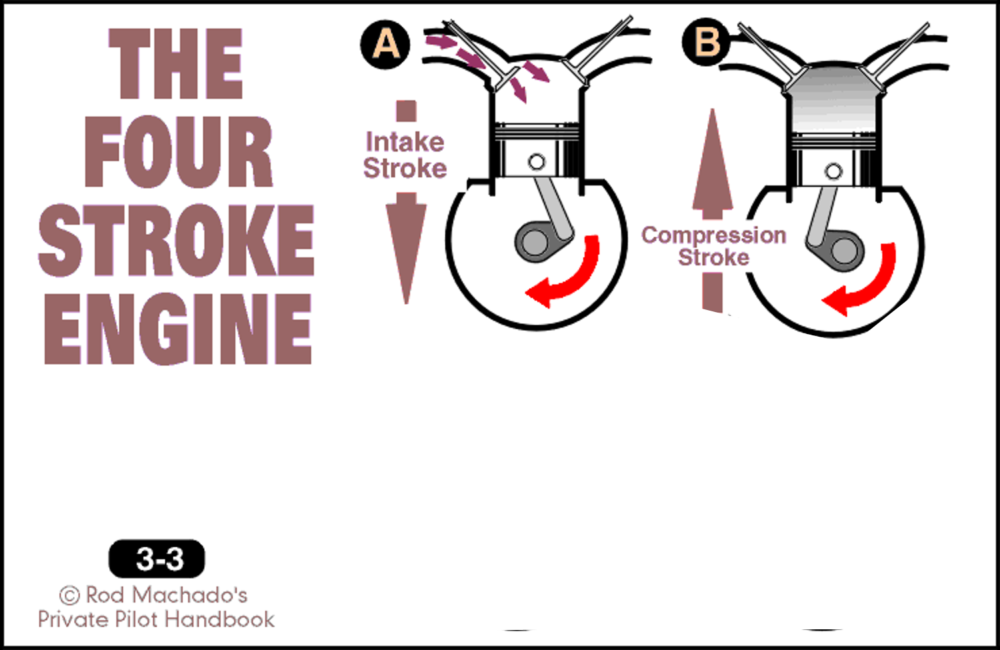 THE
FOUR
STROKE
ENGINE
A
Intake
Stroke
B
Compression
Stroke
3-3
© Rod Machado's
Private Pilot Handbook